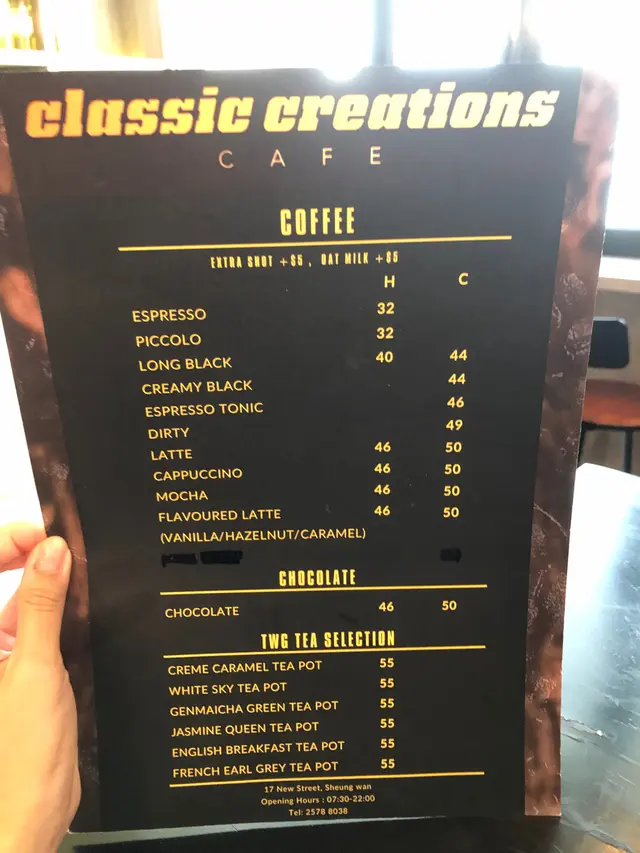 classic creations
CAFE
COFFEE
EXTRA SHOT +$5 , OAT MILK +$5
H C
ESPRESSO 32
PICCOLO 32
LONG BLACK 40 44
CREAMY BLACK 44
ESPRESSO TONIC 46
DIRTY 49
LATTE 46 50
CAPPUCCINO 46 50
MOCHA 46 50
FLAVOURED LATTE 46 50
(VANILLA/HAZELNUT/CARAMEL)
CHOCOLATE
CHOCOLATE 46 50
TWG TEA SELECTION
CREME CARAMEL TEA POT 55
WHITE SKY TEA POT 55
GENMAICHA GREEN TEA POT 55
JASMINE QUEEN TEA POT 55
ENGLISH BREAKFAST TEA POT 55
FRENCH EARL GREY TEA POT 55
17 New Street, Sheung wan
Opening Hours : 07:30-22:00
Tel: 2578 8038